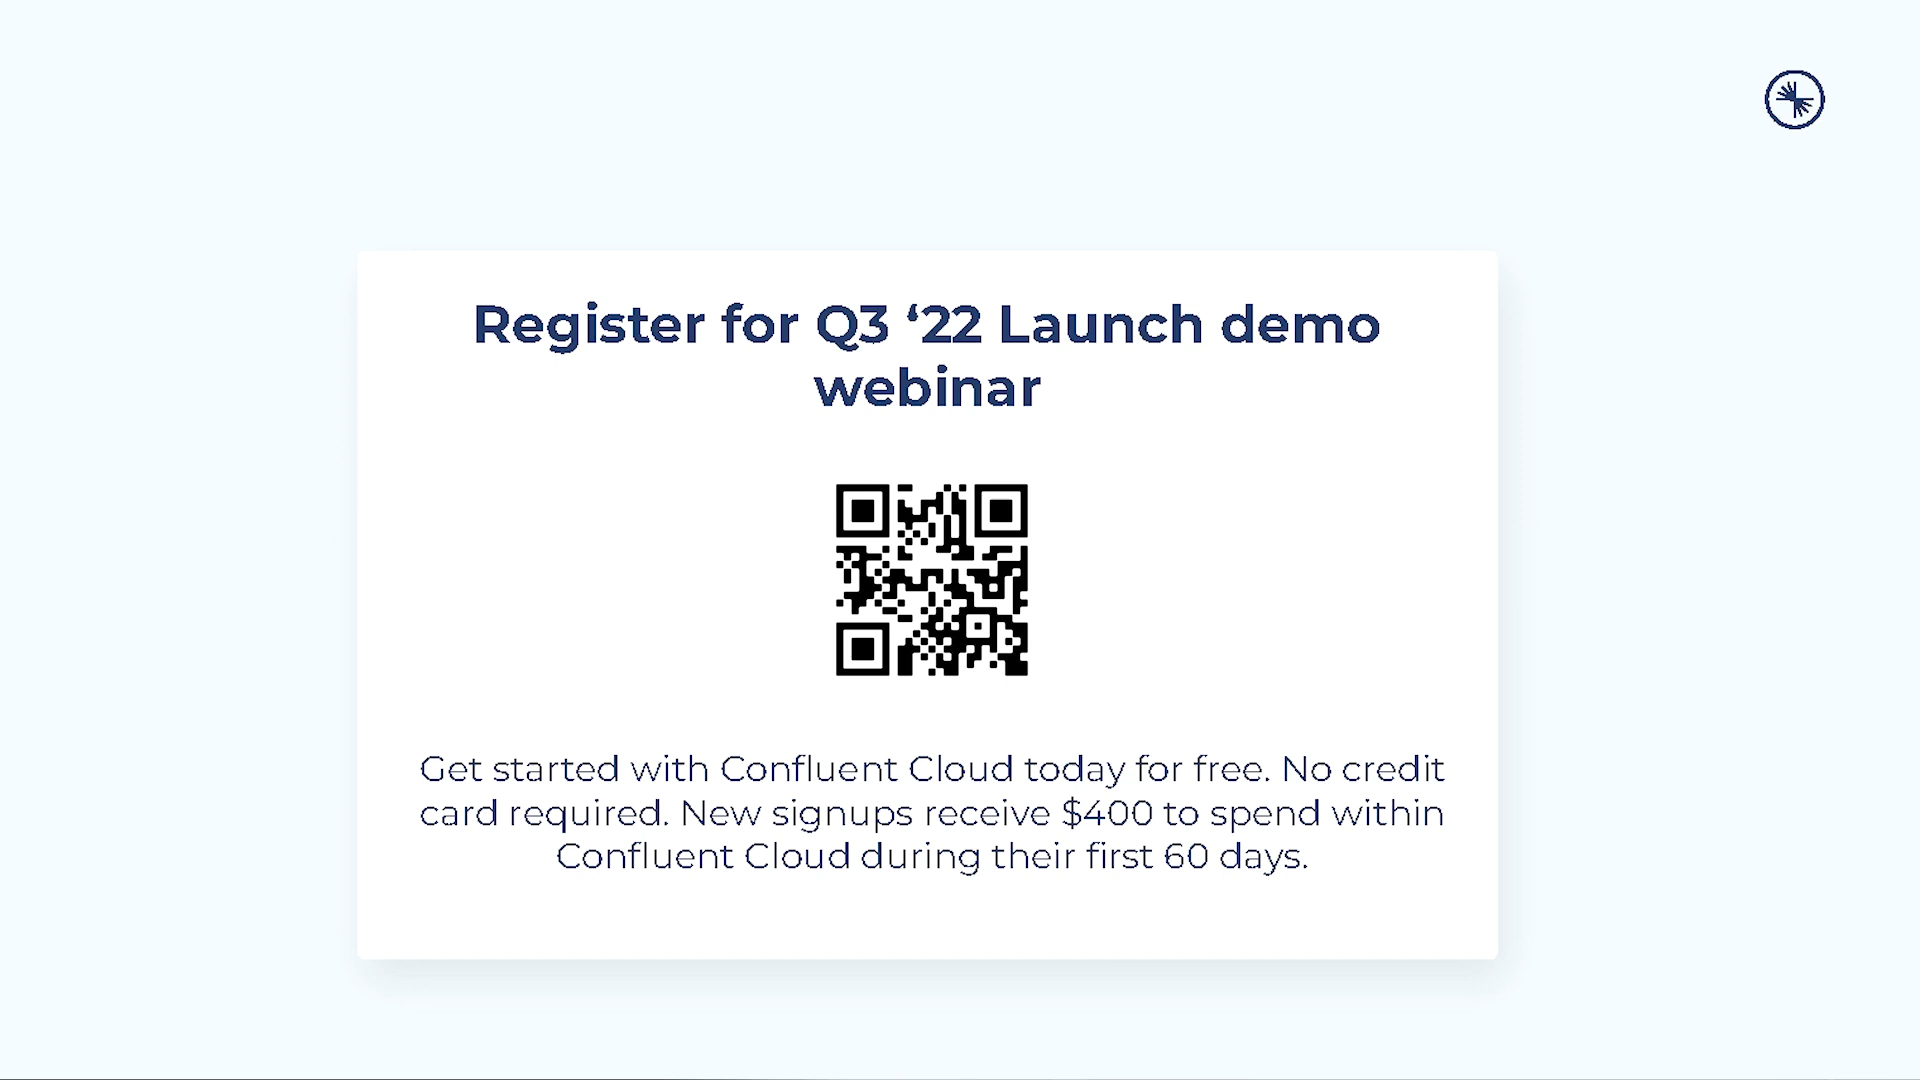 Register for Q3 ‘22 Launch demo
webinar
Get started with Confluent Cloud today for free. No credit
card required. New signups receive $400 to spend within
Confluent Cloud during their first 60 days.